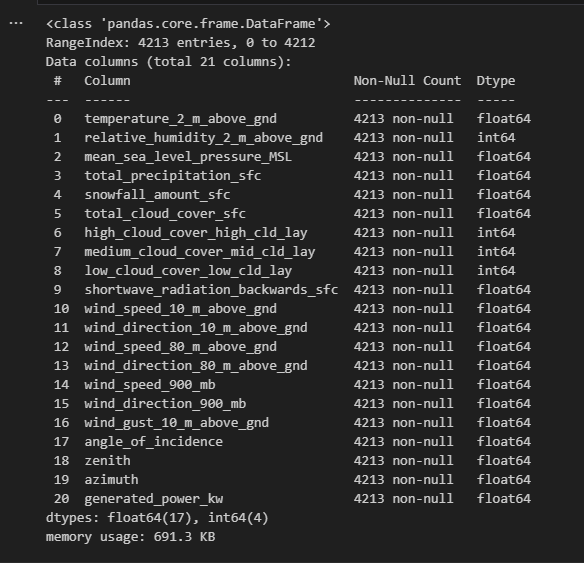 ... <class 'pandas.core.frame.DataFrame'>
RangeIndex: 4213 entries, 0 to 4212
Data columns (total 21 columns):
 #   Column                             Non-Null Count  Dtype
---  ------                             --------------  -----
 0   temperature_2_m_above_gnd          4213 non-null   float64
 1   relative_humidity_2_m_above_gnd    4213 non-null   int64
 2   mean_sea_level_pressure_MSL        4213 non-null   float64
 3   total_precipitation_sfc            4213 non-null   float64
 4   snowfall_amount_sfc                4213 non-null   float64
 5   total_cloud_cover_sfc              4213 non-null   float64
 6   high_cloud_cover_high_cld_lay      4213 non-null   int64
 7   medium_cloud_cover_mid_cld_lay     4213 non-null   int64
 8   low_cloud_cover_low_cld_lay        4213 non-null   int64
 9   shortwave_radiation_backwards_sfc  4213 non-null   float64
 10  wind_speed_10_m_above_gnd          4213 non-null   float64
 11  wind_direction_10_m_above_gnd      4213 non-null   float64
 12  wind_speed_80_m_above_gnd          4213 non-null   float64
 13  wind_direction_80_m_above_gnd      4213 non-null   float64
 14  wind_speed_900_mb                  4213 non-null   float64
 15  wind_direction_900_mb              4213 non-null   float64
 16  wind_gust_10_m_above_gnd           4213 non-null   float64
 17  angle_of_incidence                 4213 non-null   float64
 18  zenith                             4213 non-null   float64
 19  azimuth                            4213 non-null   float64
 20  generated_power_kw                 4213 non-null   float64
dtypes: float64(17), int64(4)
memory usage: 691.3 KB